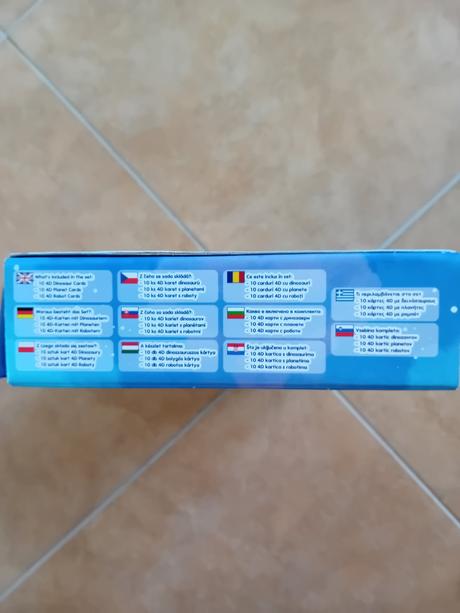 What's included in the set:
- 10 4D Dinosaur Cards
- 10 4D Planet Cards
- 10 4D Robot Cards
Woraus besteht das Set?
- 10 4D-Karten mit Dinosauriern
- 10 4D-Karten mit Planeten
- 10 4D-Karten mit Robotern
Z czego składa się zestaw?
- 10 sztuk kart 4D Dinozaury
- 10 sztuk kart 4D Planety
- 10 sztuk kart 4D Roboty
Z čeho se sada skládá?
- 10 ks 4D karet dinosaurů
- 10 ks 4D karet s planetami
- 10 ks 4D karet s roboty
Z čoho sa sada skladá?
- 10 ks 4D kariet dinosaurov
- 10 ks 4D kariet s planétami
- 10 ks 4D kariet s robotmi
A készlet tartalma:
- 10 db 4D dinoszauruszos kártya
- 10 db 4D bolygós kártya
- 10 db 4D robotos kártya
Ce este inclus în set:
- 10 carduri 4D cu dinozauri
- 10 carduri 4D cu planete
- 10 carduri 4D cu roboți
Какво е включено в комплекта:
- 10 4D карти с динозаври
- 10 4D карти с планети
- 10 4D карти с роботи
Što je uključeno u komplet:
- 10 4D kartica s dinosaurima
- 10 4D kartica s planetima
- 10 4D kartica s robotima
Τι περιλαμβάνεται στο σετ:
- 10 κάρτες 4D με δεινόσαυρους
- 10 κάρτες 4D με πλανήτες
- 10 κάρτες 4D με ρομπότ
Vsebina kompleta:
- 10 4D kartic dinozavrov
- 10 4D kartic planetov
- 10 4D kartic robotov